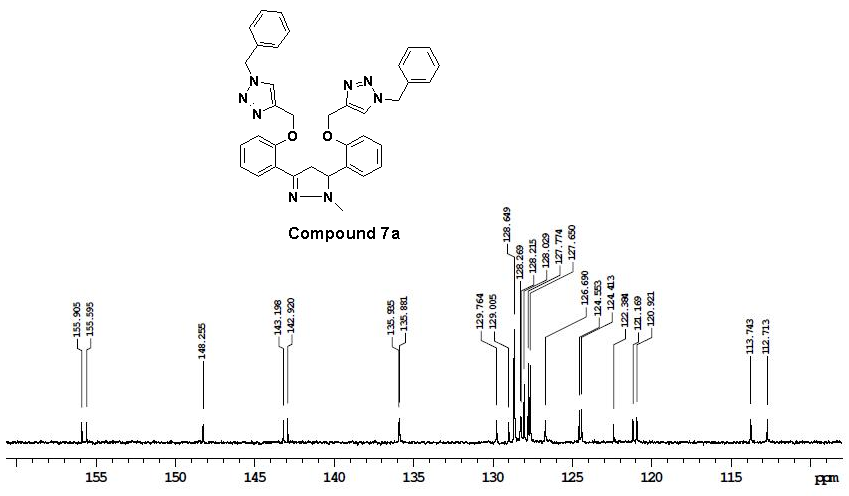 N
N
N
O
N
N
N
O
N
N
Compound 7a
155.905
155.595
148.255
143.198
142.920
135.935
135.881
129.764
129.005
128.649
128.269
128.215
128.029
127.774
127.650
126.690
124.553
124.413
122.384
121.169
120.921
113.743
112.713
155
150
145
140
135
130
125
120
115
ppm